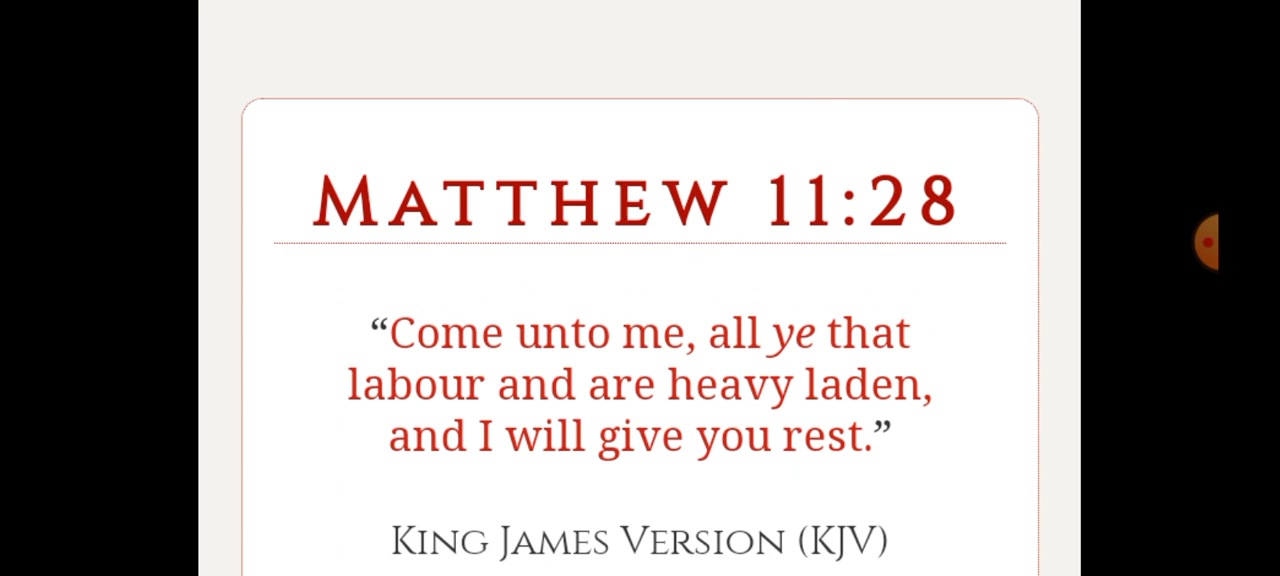 Matthew 11:28
“Come unto me, all ye that
labour and are heavy laden,
and I will give you rest.”
King James Version (KJV)